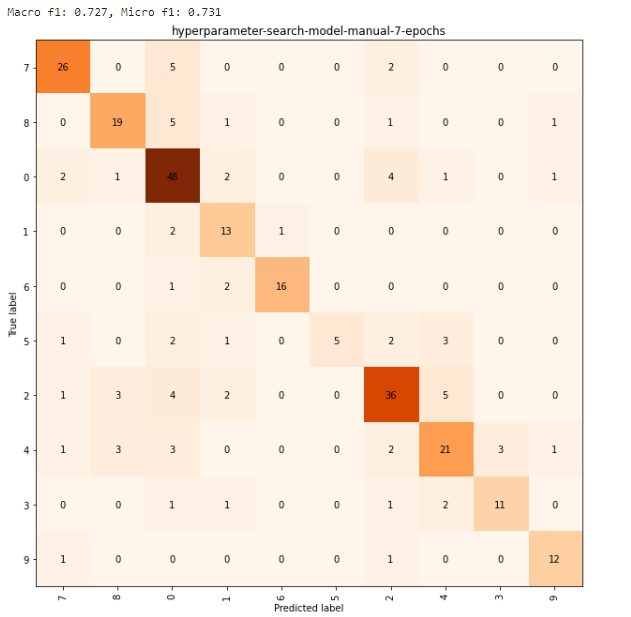 Macro f1: 0.727, Micro f1: 0.731
hyperparameter-search-model-manual-7-epochs
7 26 0 5 0 0 0 2 0 0 0
8 0 19 5 1 0 0 1 0 0 1
0 2 1 48 2 0 0 4 1 0 1
1 0 0 2 13 1 0 0 0 0 0
6 0 0 1 2 16 0 0 0 0 0
5 1 0 2 1 0 5 2 3 0 0
2 1 3 4 2 0 0 36 5 0 0
4 1 3 3 0 0 0 2 21 3 1
3 0 0 1 1 0 0 1 2 11 0
9 1 0 0 0 0 0 1 0 0 12
True label
7 8 0 1 6 5 2 4 3 9
Predicted label